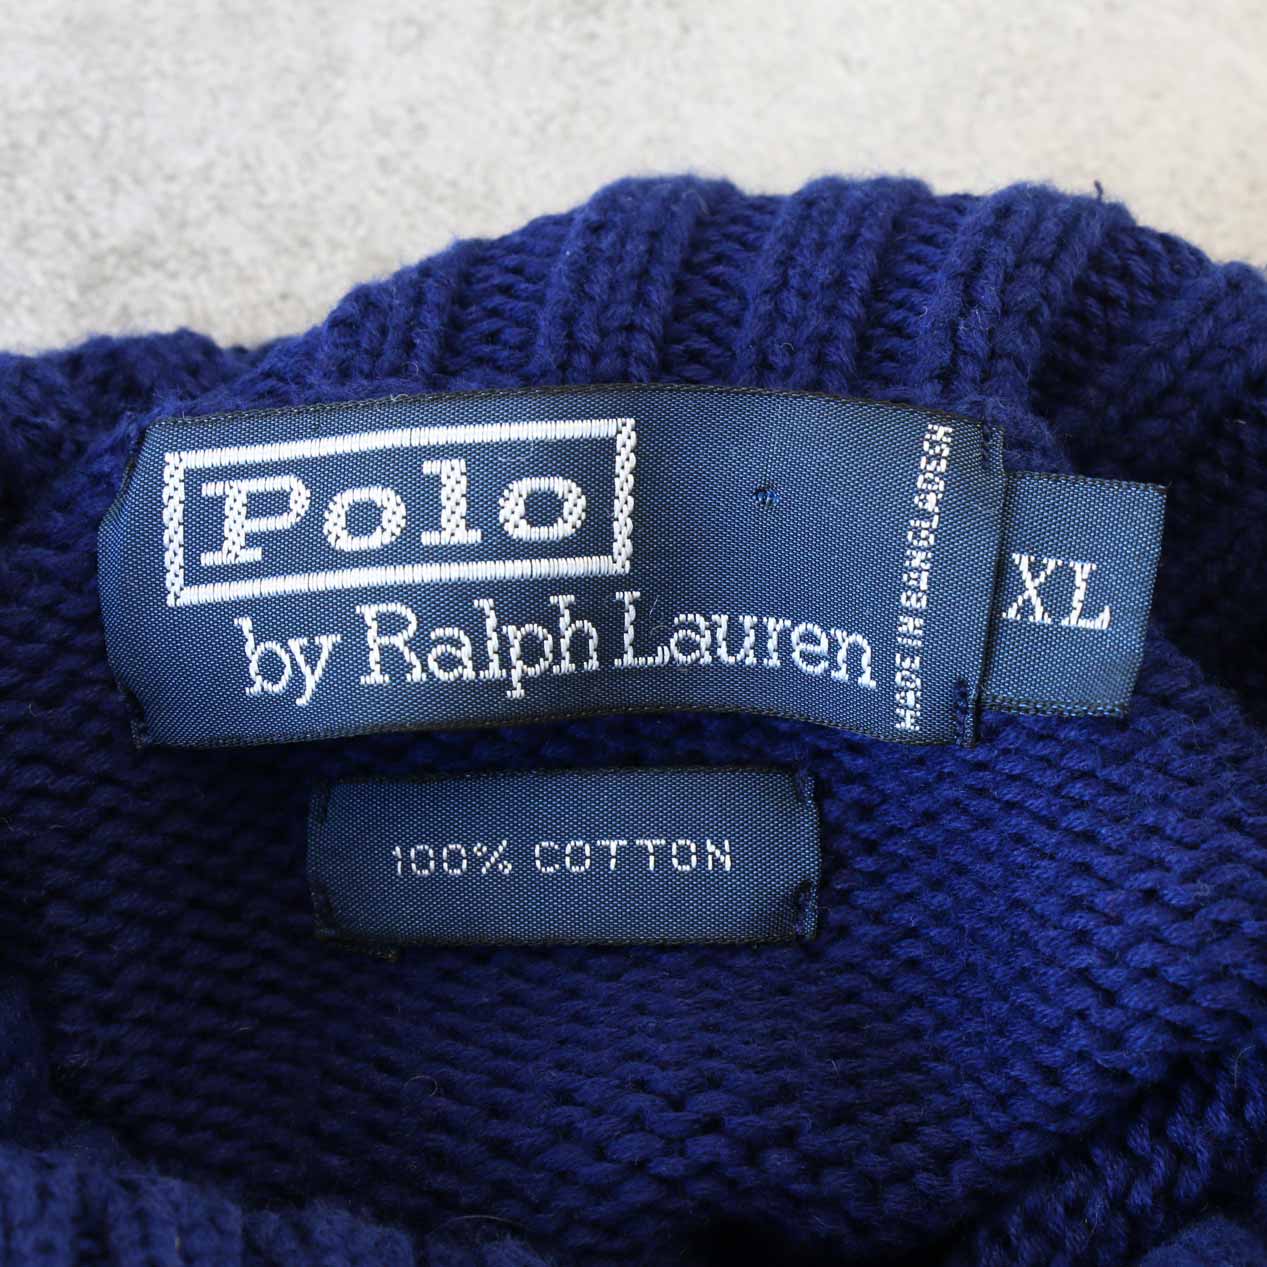 Polo
by Ralph Lauren
MADE IN BANGLADESH
XL
100% COTTON